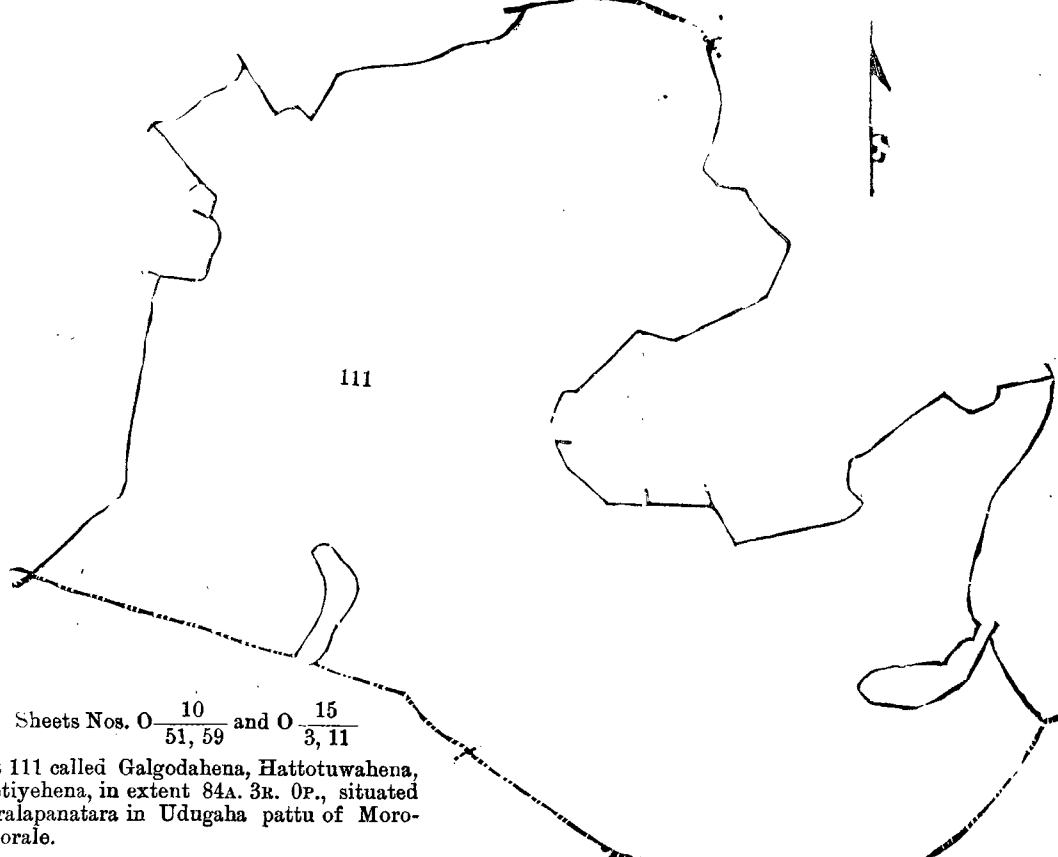 111
Sheets Nos. O 10/51, 59 and O 15/3, 11
111 called Galgodahena, Hattotuwahena,
tiyehena, in extent 84A. 3R. 0P., situated
ralapanatara in Udugaha pattu of Moro-
orale.